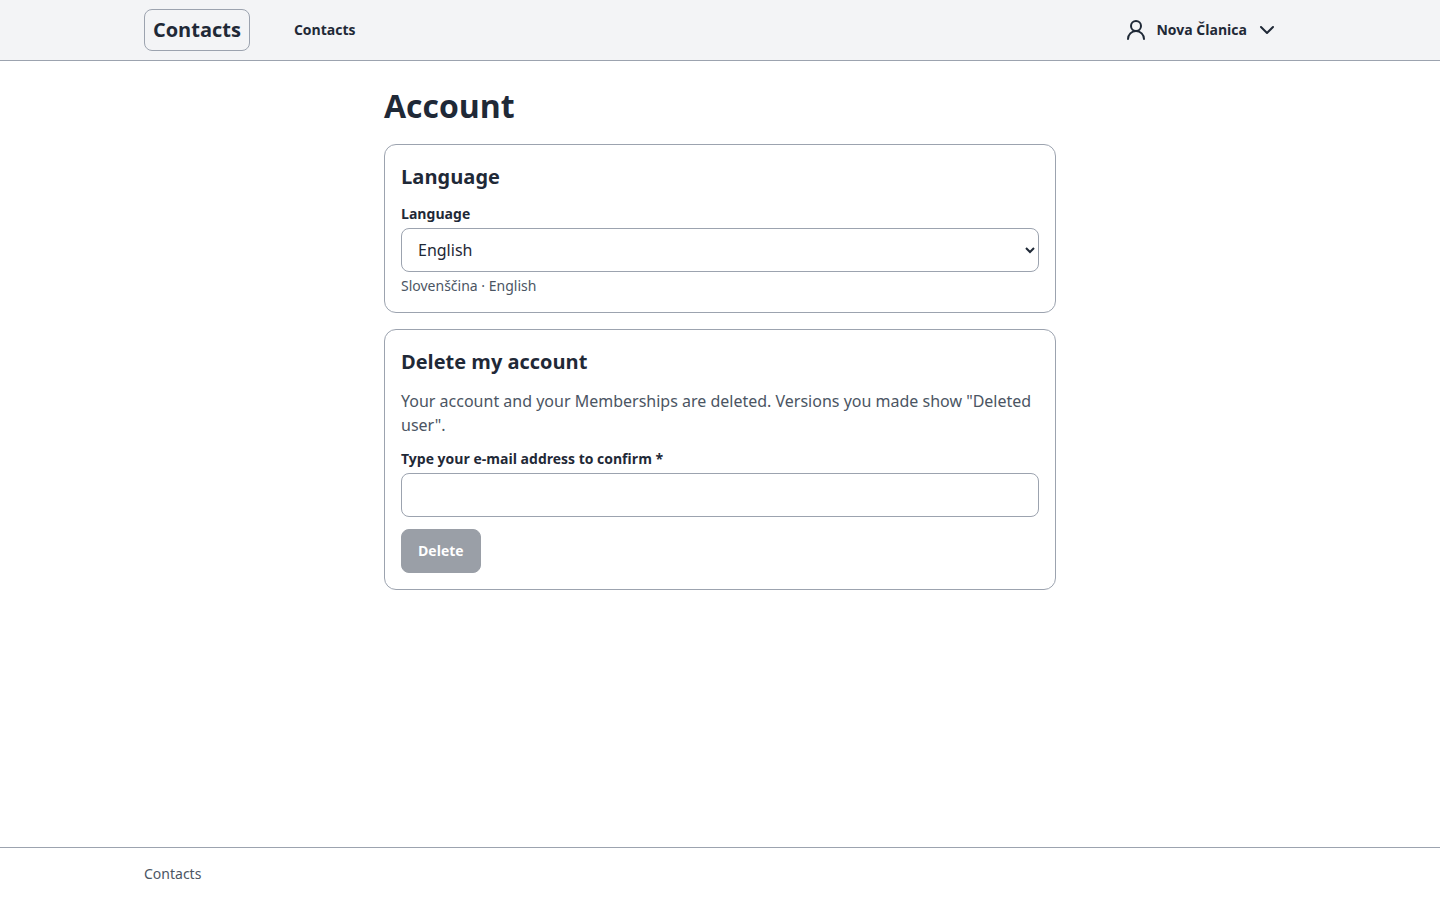 Contacts
Contacts
Nova Članica
Account
Language
Language
English
Slovenščina · English
Delete my account
Your account and your Memberships are deleted. Versions you made show "Deleted
user".
Type your e-mail address to confirm *
Delete
Contacts